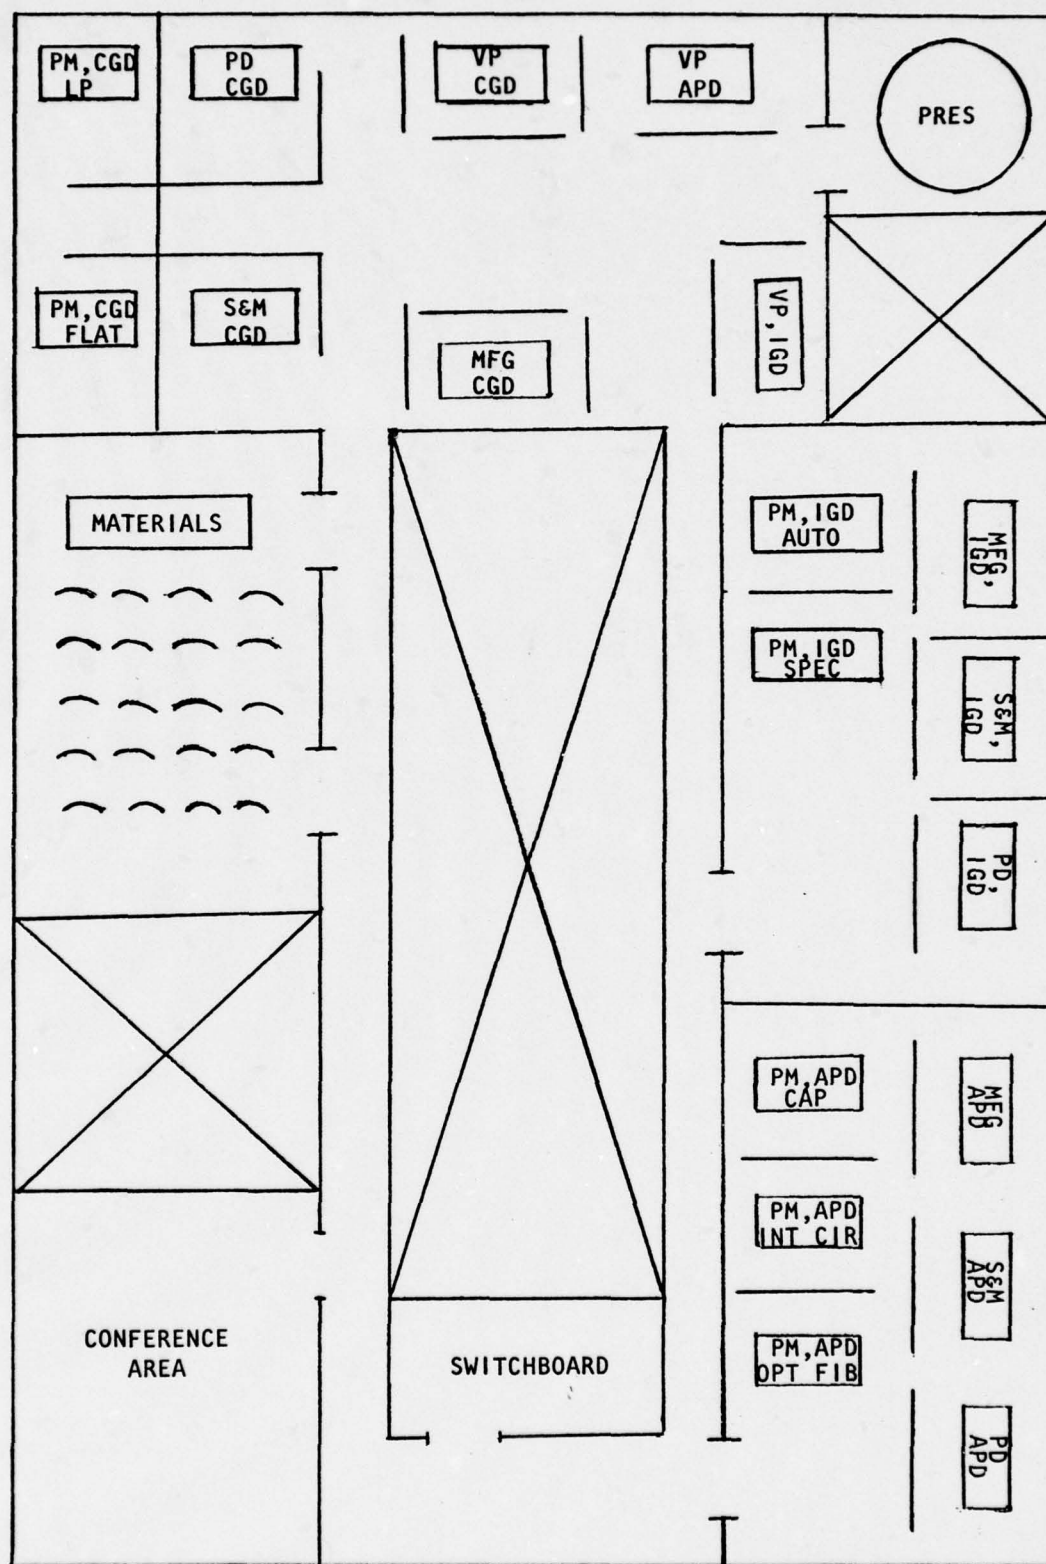 PM,CGD
LP
PD
CGD
VP
CGD
VP
APD
PRES
PM,CGD
FLAT
S&M
CGD
MFG
CGD
VP,IGD
MATERIALS
PM,IGD
AUTO
MFG,
IGD
PM,IGD
SPEC
S&M,
IGD
PD,
IGD
PM,APD
CAP
MFG
APD
PM,APD
INT CIR
S&M
APD
CONFERENCE
AREA
SWITCHBOARD
PM,APD
OPT FIB
PD
APD